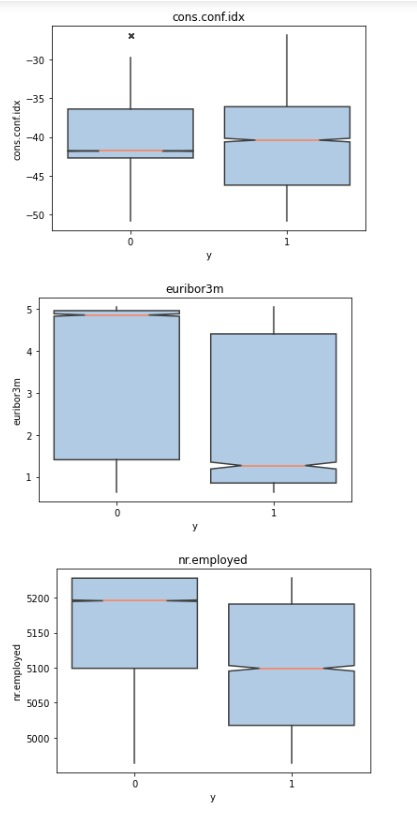 cons.conf.idx
−30
−35
−40
−45
−50
cons.conf.idx
0
1
y
euribor3m
5
4
3
2
1
euribor3m
0
1
y
nr.employed
5200
5150
5100
5050
5000
nr.employed
0
1
y